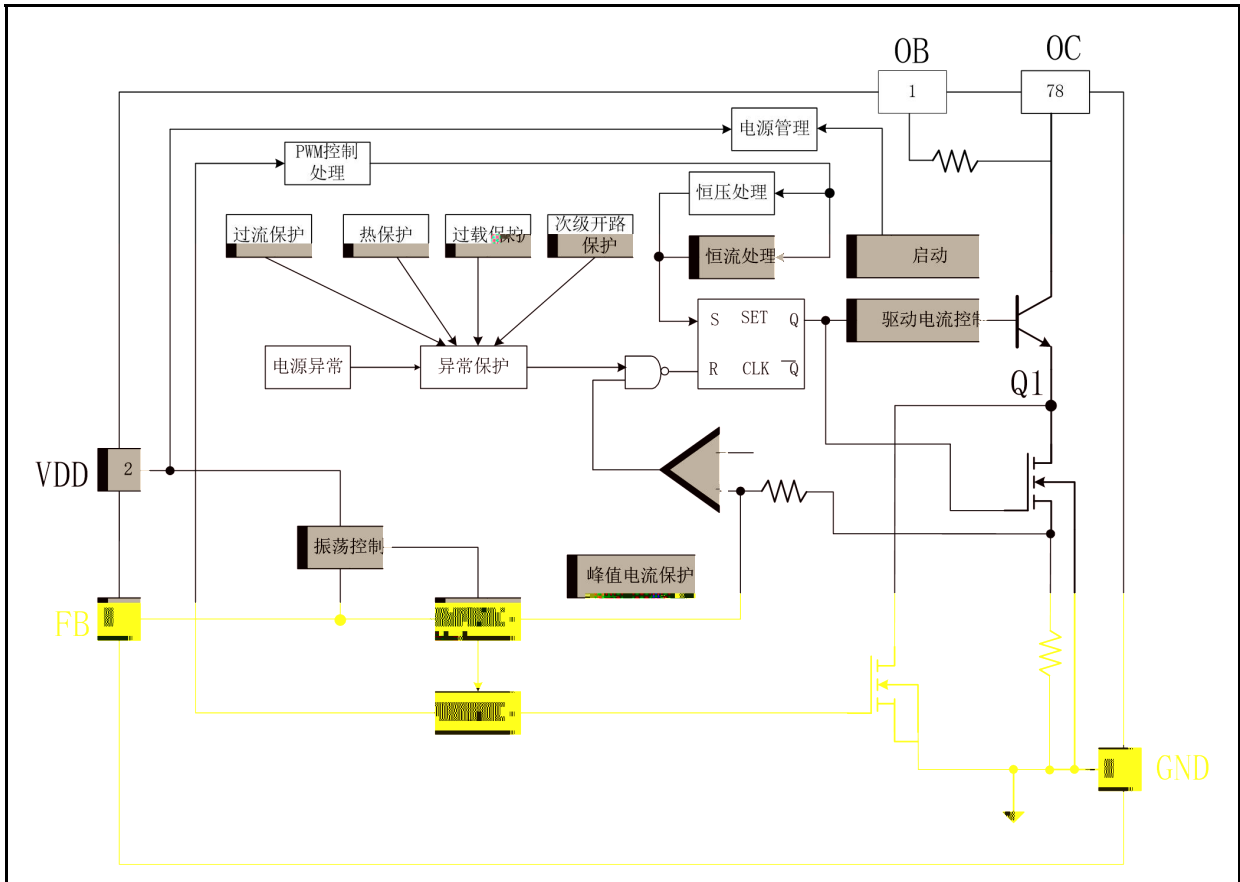 OB
OC
1
78
电源管理
PWM控制
处理
恒压处理
过流保护
热保护
过载保护
次级开路
保护
恒流处理
启动
S
SET
Q
驱动电流控制
电源异常
异常保护
R
CLK
Q
Q1
VDD
2
振荡控制
峰值电流保护
FB
GND